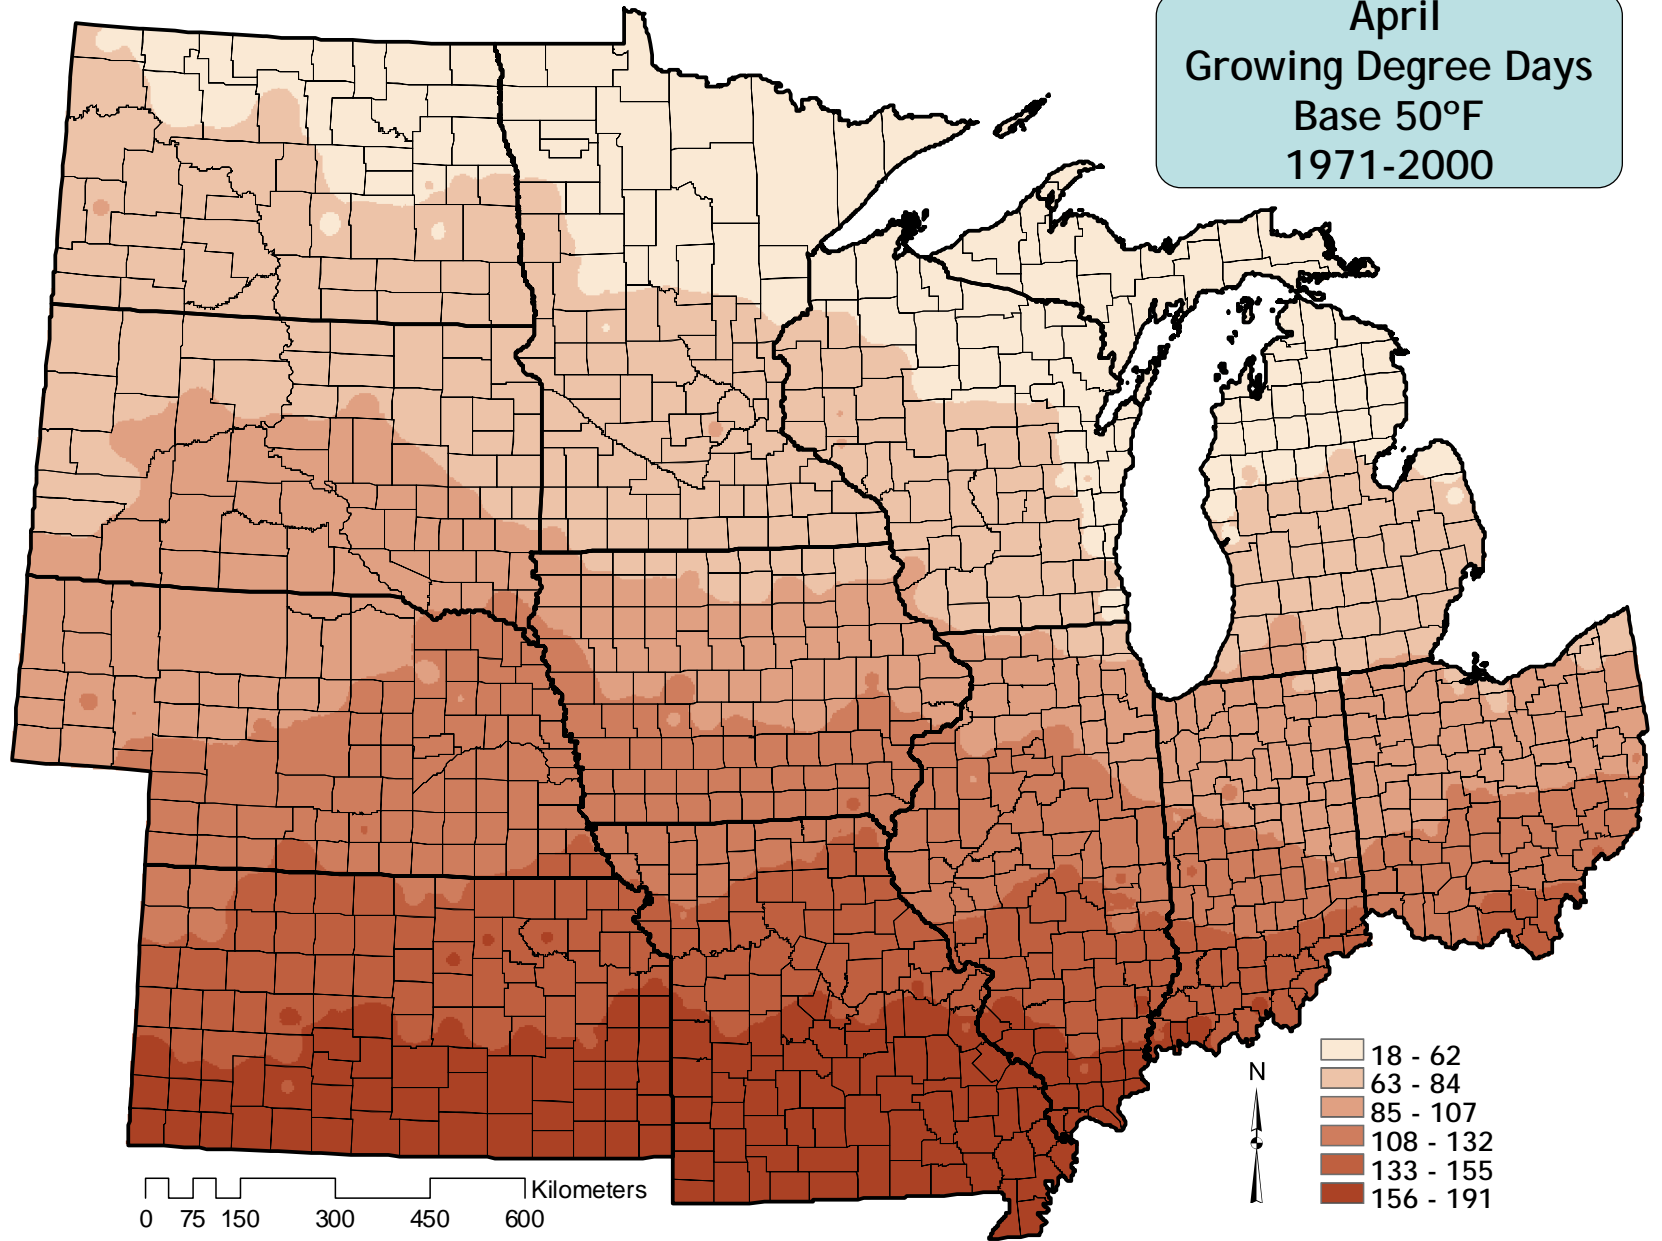 April
Growing Degree Days
Base 50°F
1971-2000
N
18 - 62
63 - 84
85 - 107
108 - 132
133 - 155
156 - 191
Kilometers
0 75 150 300 450 600